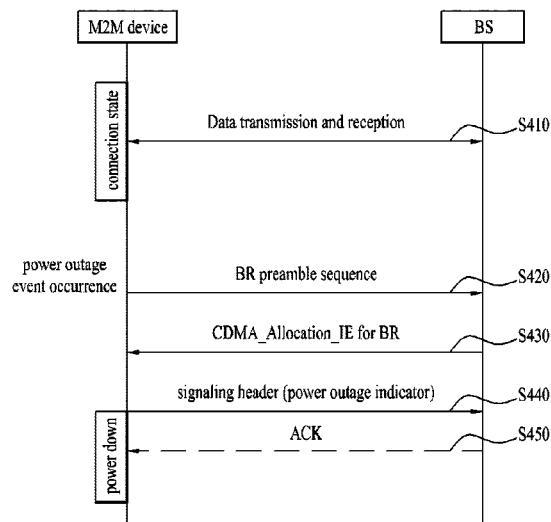 M2M device
BS
connection state
Data transmission and reception
S410
power outage
event occurrence
BR preamble sequence
S420
CDMA_Allocation_IE for BR
S430
signaling header (power outage indicator)
S440
power down
ACK
S450